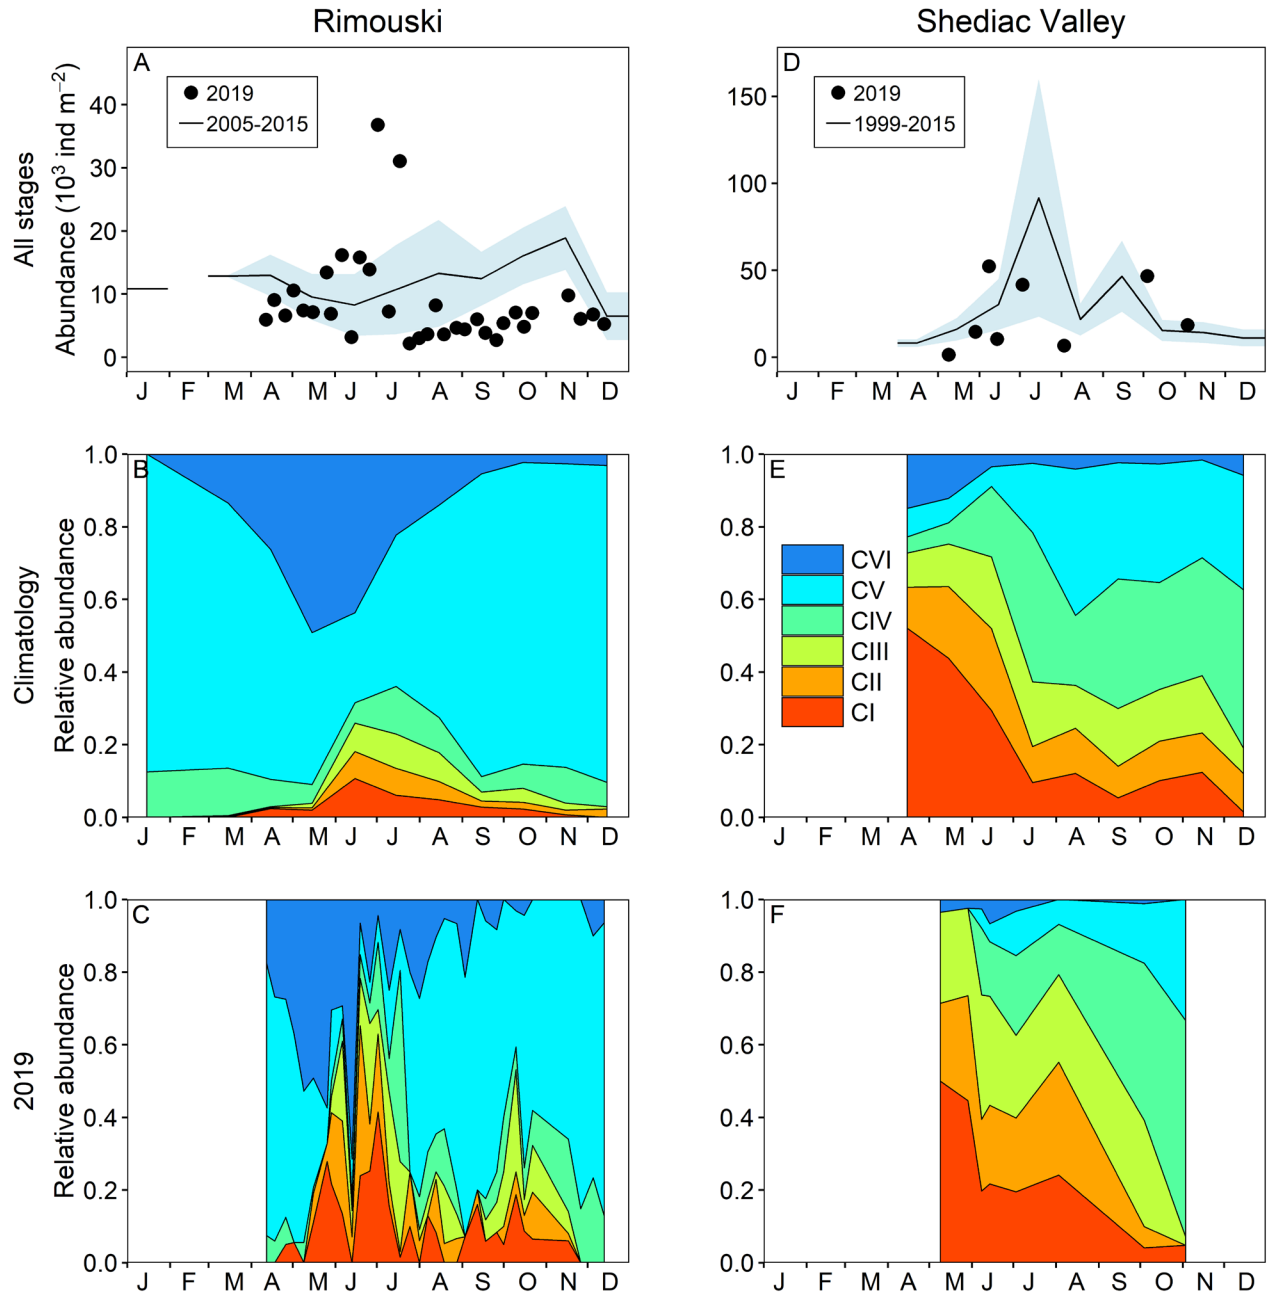 Rimouski
Shediac Valley
All stages
Abundance (10³ ind m⁻²)
A
2019
2005-2015
40
30
20
10
0
J F M A M J J A S O N D
D
2019
1999-2015
150
100
50
0
J F M A M J J A S O N D
Climatology
Relative abundance
B
1.0
0.8
0.6
0.4
0.2
0.0
J F M A M J J A S O N D
E
1.0
0.8
0.6
0.4
0.2
0.0
CVI
CV
CIV
CIII
CII
CI
J F M A M J J A S O N D
2019
Relative abundance
C
1.0
0.8
0.6
0.4
0.2
0.0
J F M A M J J A S O N D
F
1.0
0.8
0.6
0.4
0.2
0.0
J F M A M J J A S O N D